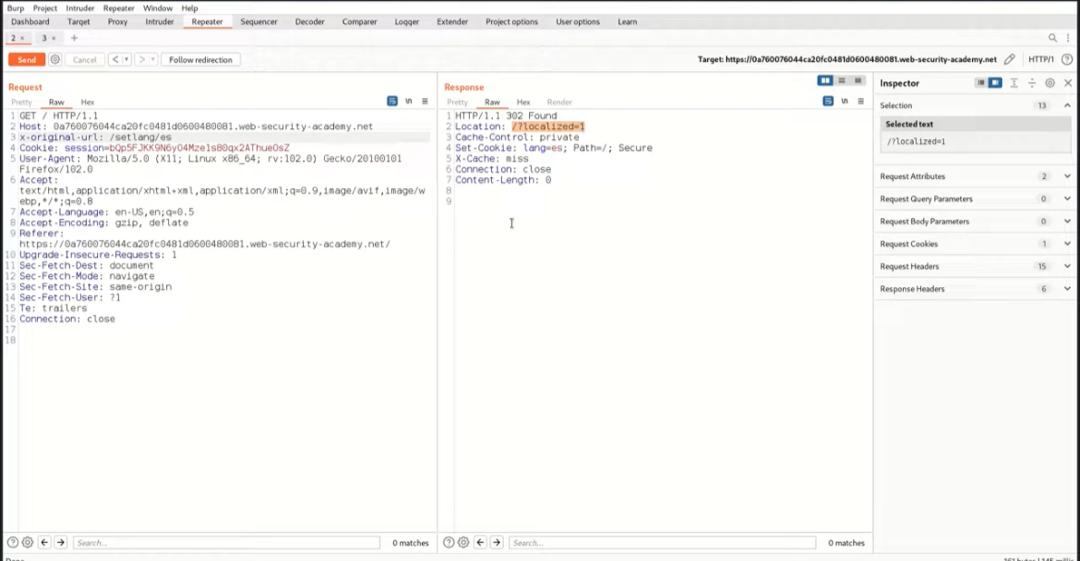 Burp Project Intruder Repeater Window Help
Dashboard Target Proxy Intruder Repeater Sequencer Decoder Comparer Logger Extender Project options User options Learn
2 × 3 × +
Send Cancel < > Follow redirection Target: https://0a760076044ca20fc0481d0600480081.web-security-academy.net HTTP/1
Request
Pretty Raw Hex
1 GET / HTTP/1.1
2 Host: 0a760076044ca20fc0481d0600480081.web-security-academy.net
3 x-original-url: /setlang/es
4 Cookie: session=bQp5FJKK9N6yO4Mze1s80qx2AThueOsZ
5 User-Agent: Mozilla/5.0 (X11; Linux x86_64; rv:102.0) Gecko/20100101
Firefox/102.0
6 Accept:
text/html,application/xhtml+xml,application/xml;q=0.9,image/avif,image/w
ebp,*/*;q=0.8
7 Accept-Language: en-US,en;q=0.5
8 Accept-Encoding: gzip, deflate
9 Referer:
https://0a760076044ca20fc0481d0600480081.web-security-academy.net/
10 Upgrade-Insecure-Requests: 1
11 Sec-Fetch-Dest: document
12 Sec-Fetch-Mode: navigate
13 Sec-Fetch-Site: same-origin
14 Sec-Fetch-User: ?1
15 Te: trailers
16 Connection: close
17
18
Search... 0 matches
Response
Pretty Raw Hex Render
1 HTTP/1.1 302 Found
2 Location: /?localized=1
3 Cache-Control: private
4 Set-Cookie: lang=es; Path=/; Secure
5 X-Cache: miss
6 Connection: close
7 Content-Length: 0
8
9
Search... 0 matches
Inspector
Selection 13
Selected text
/?localized=1
Request Attributes 2
Request Query Parameters 0
Request Body Parameters 0
Request Cookies 1
Request Headers 15
Response Headers 6